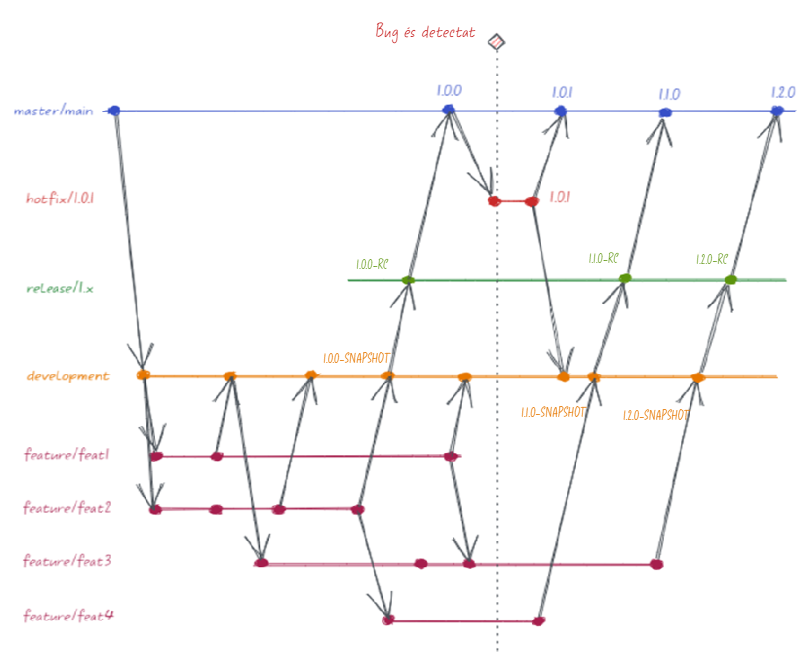 Bug és detectat
1.0.0
1.0.1
1.1.0
1.2.0
master/main
hotfix/1.0.1
1.0.1
1.0.0-RC
1.1.0-RC
1.2.0-RC
release/1.x
1.0.0-SNAPSHOT
development
1.1.0-SNAPSHOT
1.2.0-SNAPSHOT
feature/feat1
feature/feat2
feature/feat3
feature/feat4